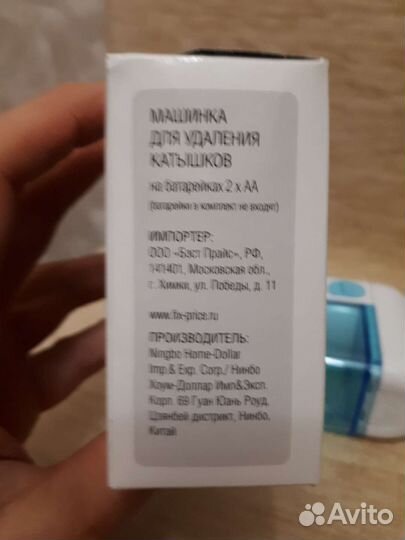 МАШИНКА
ДЛЯ УДАЛЕНИЯ
КАТЫШКОВ
на батарейках 2 x АА
(батарейки в комплект не входят)
ИМПОРТЕР:
ООО «Бэст Прайс», РФ,
141401, Московская обл.,
г. Химки, ул. Победы, д. 11
www.fix-price.ru
ПРОИЗВОДИТЕЛЬ:
Ningbo Home-Dollar
Imp.& Exp. Corp./ Нинбо
Хоум-Доллар Имп&Эксп.
Корп. 69 Гуан Юань Роуд,
Цзянбей дистрикт, Нинбо,
Китай
Avito